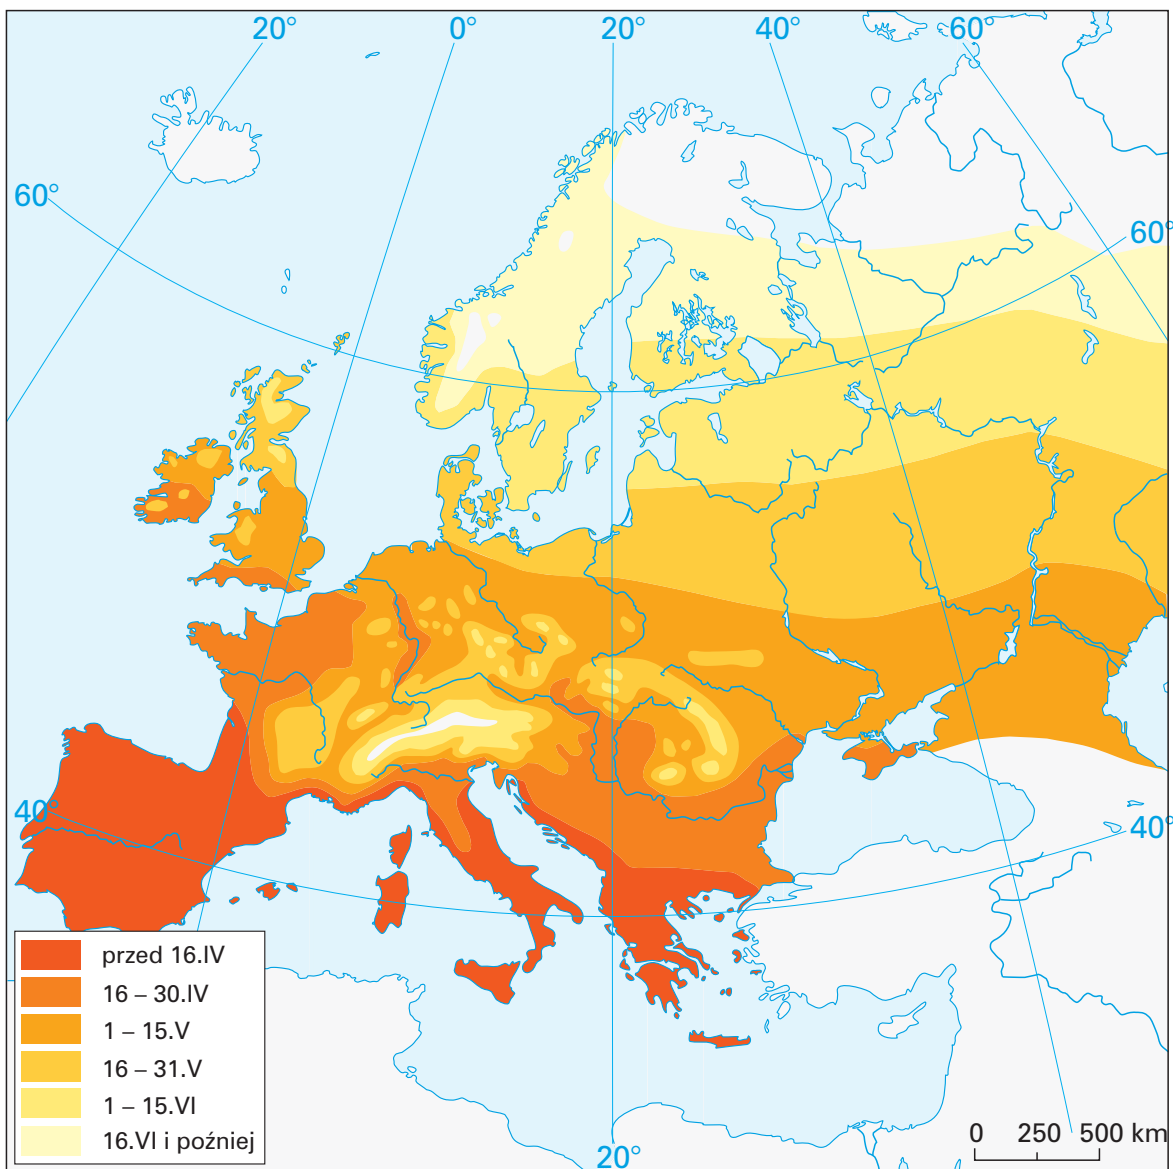 20° 0° 20° 40° 60°
60° 60°
40° 40°
przed 16.IV
16 – 30.IV
1 – 15.V
16 – 31.V
1 – 15.VI
16.VI i poźniej
20°
0 250 500 km